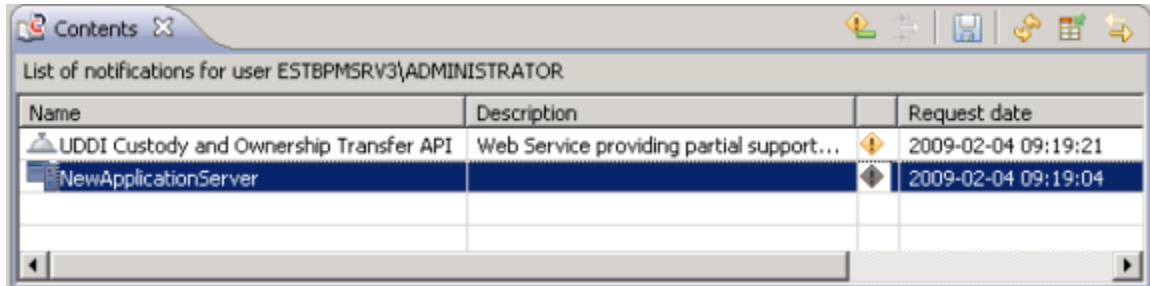 Contents
List of notifications for user ESTBPMSRV3\ADMINISTRATOR
Name Description Request date
UDDI Custody and Ownership Transfer API Web Service providing partial support... 2009-02-04 09:19:21
NewApplicationServer 2009-02-04 09:19:04